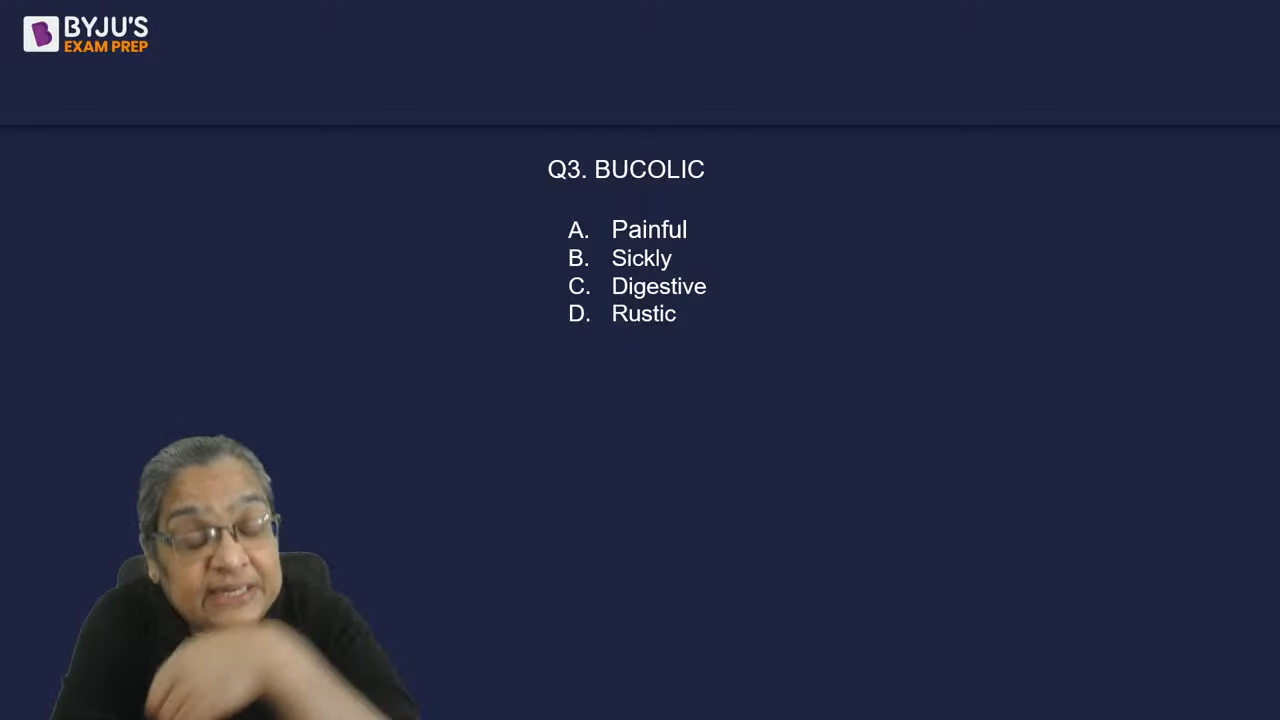 BYJU'S
EXAM PREP
Q3. BUCOLIC
A. Painful
B. Sickly
C. Digestive
D. Rustic